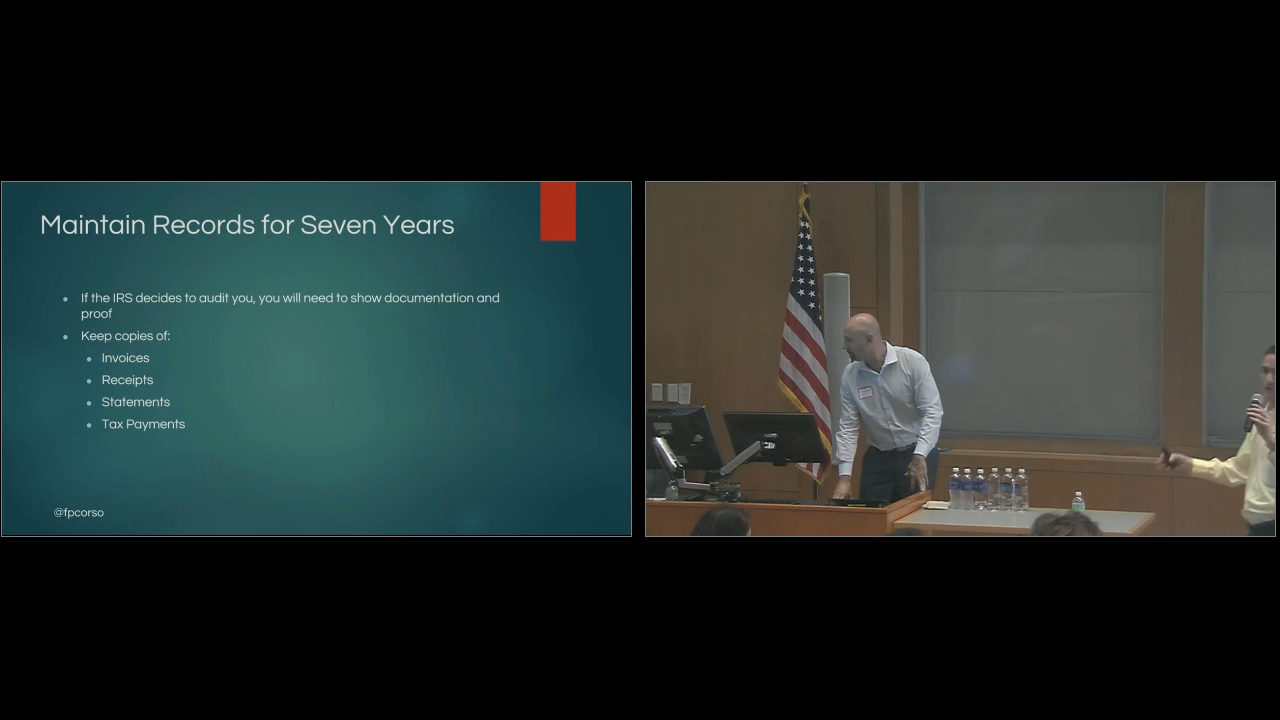 Maintain Records for Seven Years
If the IRS decides to audit you, you will need to show documentation and
proof
Keep copies of:
Invoices
Receipts
Statements
Tax Payments
@fpcorso